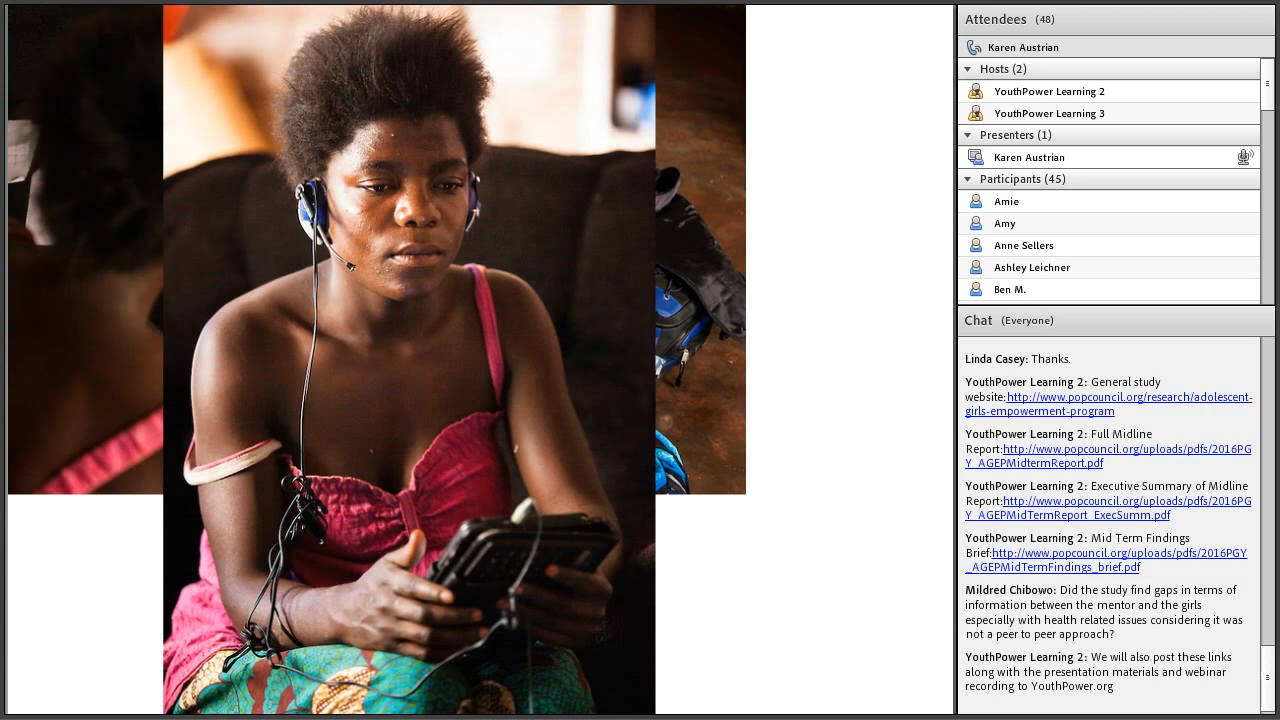 Attendees (48)
Karen Austrian
Hosts (2)
YouthPower Learning 2
YouthPower Learning 3
Presenters (1)
Karen Austrian
Participants (45)
Amie
Amy
Anne Sellers
Ashley Leichner
Ben M.
Chat (Everyone)
Linda Casey: Thanks.
YouthPower Learning 2: General study
website:http://www.popcouncil.org/research/adolescent-
girls-empowerment-program
YouthPower Learning 2: Full Midline
Report:http://www.popcouncil.org/uploads/pdfs/2016PG
Y_AGEPMidtermReport.pdf
YouthPower Learning 2: Executive Summary of Midline
Report:http://www.popcouncil.org/uploads/pdfs/2016PG
Y_AGEPMidTermReport_ExecSumm.pdf
YouthPower Learning 2: Mid Term Findings
Brief:http://www.popcouncil.org/uploads/pdfs/2016PGY
_AGEPMidTermFindings_brief.pdf
Mildred Chibowo: Did the study find gaps in terms of
information between the mentor and the girls
especially with health related issues considering it was
not a peer to peer approach?
YouthPower Learning 2: We will also post these links
along with the presentation materials and webinar
recording to YouthPower.org